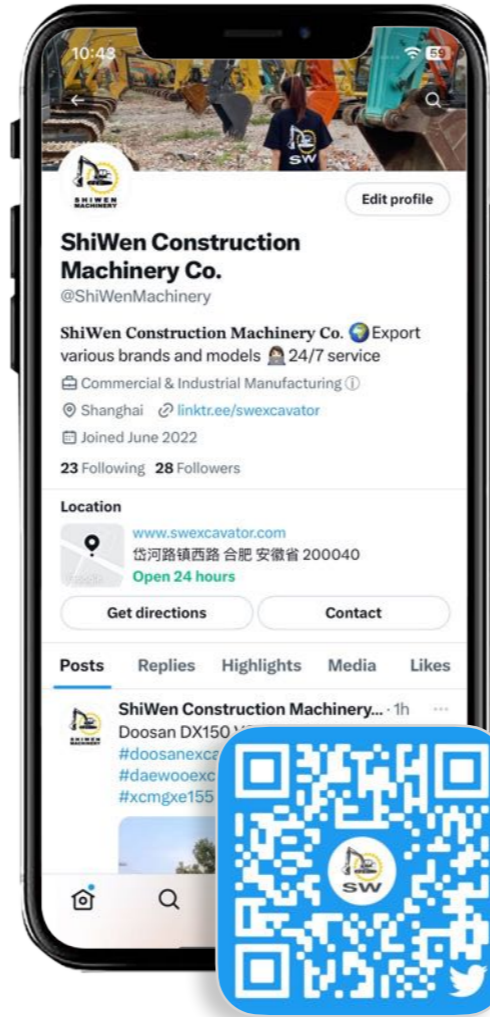 10:43
59
SW
SHIWEN
MACHINERY
Edit profile
ShiWen Construction
Machinery Co.
@ShiWenMachinery
ShiWen Construction Machinery Co. 🌍Export
various brands and models 👩🏻‍💻 24/7 service
Commercial & Industrial Manufacturing
Shanghai linktr.ee/swexcavator
Joined June 2022
23 Following 28 Followers
Location
www.swexcavator.com
岱河路镇西路 合肥 安徽省 200040
Open 24 hours
Get directions Contact
Posts Replies Highlights Media Likes
ShiWen Construction Machinery... · 1h ...
SHIWEN
MACHINERY
Doosan DX150
#doosanexca
#daewooexc
#xcmgxe155
SW